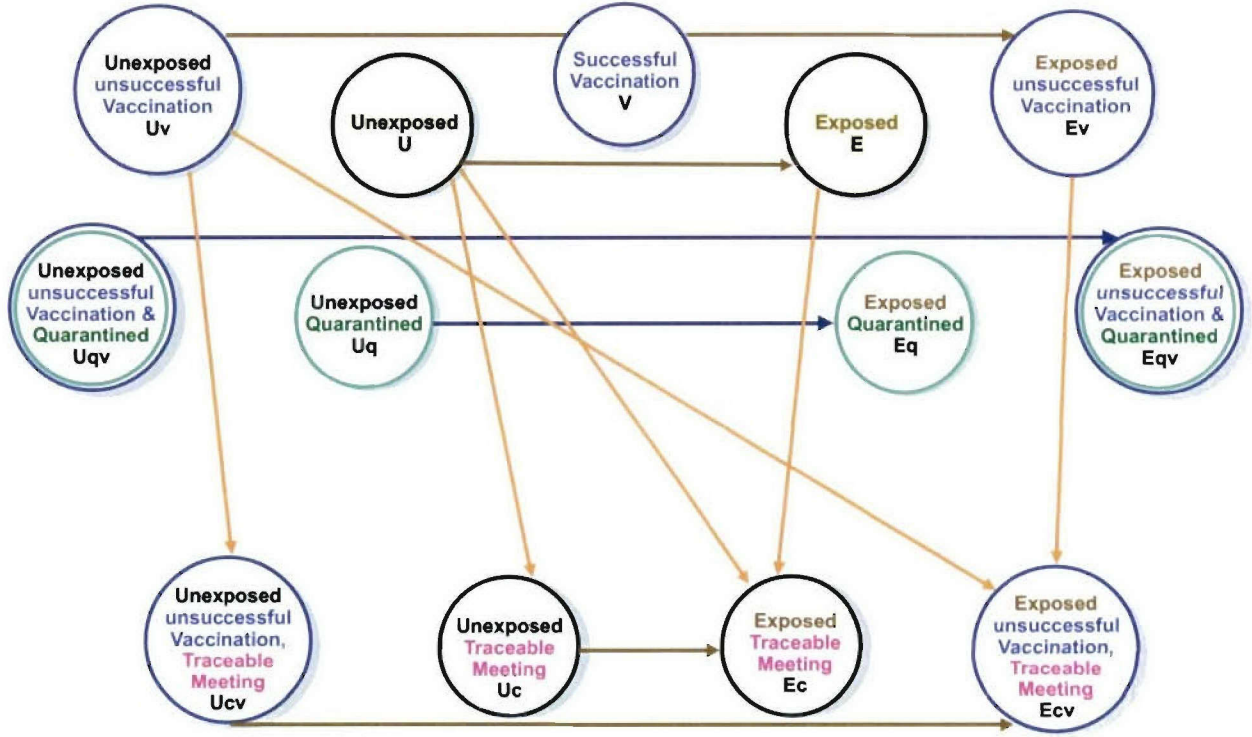 Unexposed
unsuccessful
Vaccination
Uv
Unexposed
U
Successful
Vaccination
V
Exposed
E
Exposed
unsuccessful
Vaccination
Ev
Unexposed
unsuccessful
Vaccination &
Quarantined
Uqv
Unexposed
Quarantined
Uq
Exposed
Quarantined
Eq
Exposed
unsuccessful
Vaccination &
Quarantined
Eqv
Unexposed
unsuccessful
Vaccination,
Traceable
Meeting
Ucv
Unexposed
Traceable
Meeting
Uc
Exposed
Traceable
Meeting
Ec
Exposed
unsuccessful
Vaccination,
Traceable
Meeting
Ecv